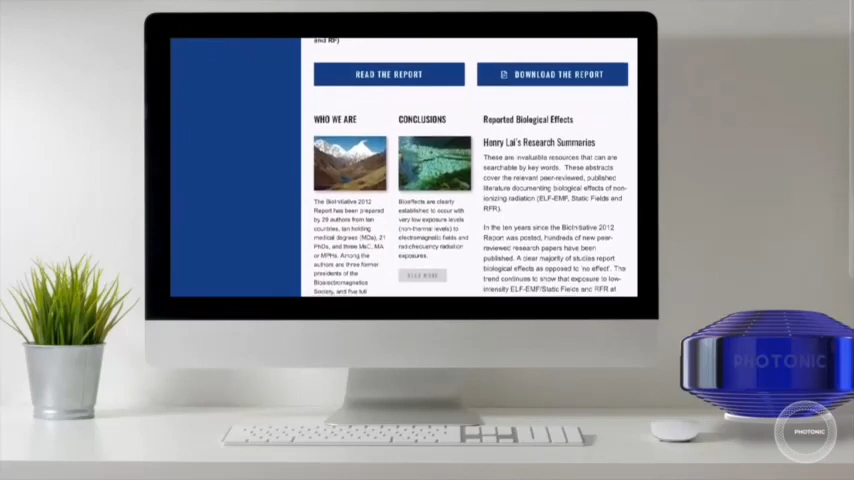 and RF)
READ THE REPORT
DOWNLOAD THE REPORT
WHO WE ARE
The BioInitiative 2012
Report has been prepared
by 29 authors from ten
countries, ten holding
medical degrees (MDs), 21
PhDs, and three MsC, MA
or MPHs. Among the
authors are three former
presidents of the
Bioelectromagnetics
Society, and five full
CONCLUSIONS
Bioeffects are clearly
established to occur with
very low exposure levels
(non-thermal levels) to
electromagnetic fields and
radiofrequency radiation
exposures.
READ MORE
Reported Biological Effects
Henry Lai's Research Summaries
These are invaluable resources that can are
searchable by key words. These abstracts
cover the relevant peer-reviewed, published
literature documenting biological effects of non-
ionizing radiation (ELF-EMF, Static Fields and
RFR).
In the ten years since the BioInitiative 2012
Report was posted, hundreds of new peer-
reviewed research papers have been
published. A clear majority of studies report
biological effects as opposed to 'no effect'. The
trend continues to show that exposure to low-
intensity ELF-EMF/Static Fields and RFR at
PHOTONIC
PHOTONIC